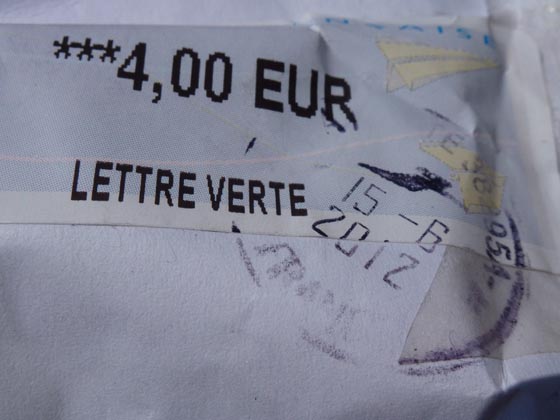 ***4,00 EUR
LETTRE VERTE
15 -6
2012